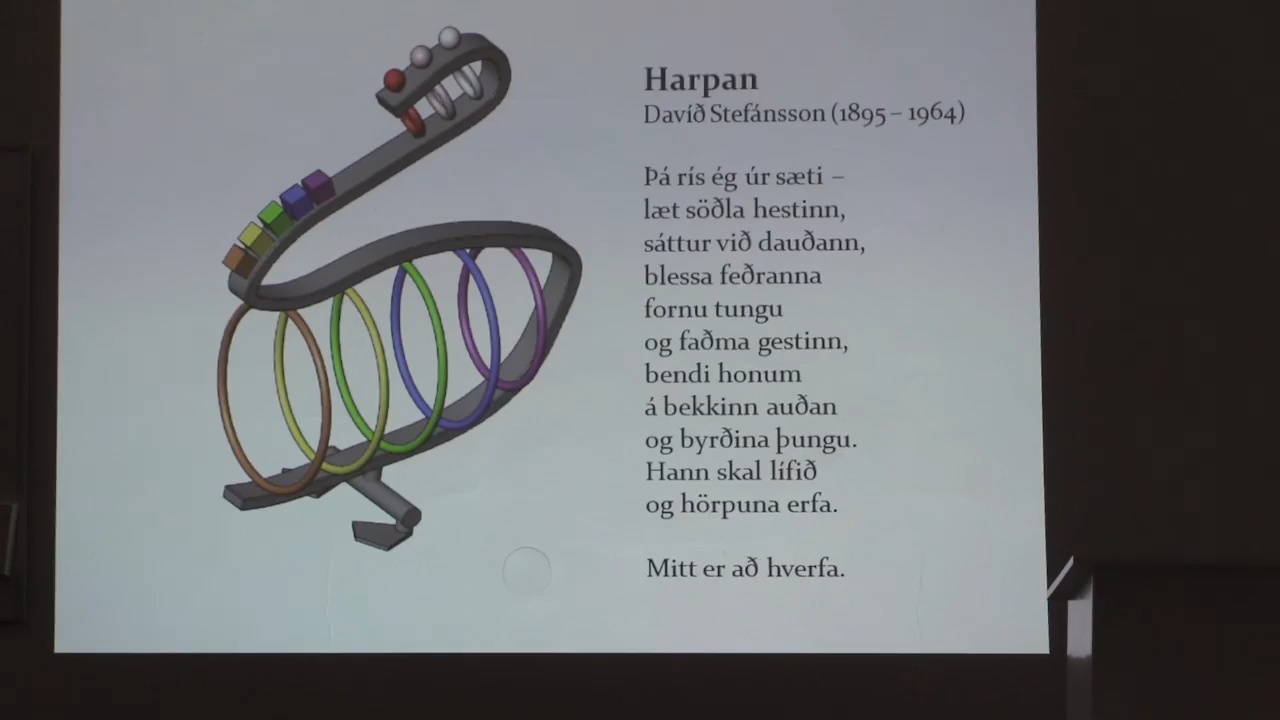 Harpan
Davíð Stefánsson (1895 – 1964)
Þá rís ég úr sæti –
læt söðla hestinn,
sáttur við dauðann,
blessa feðranna
fornu tungu
og faðma gestinn,
bendi honum
á bekkinn auðan
og byrðina þungu.
Hann skal lífið
og hörpuna erfa.
Mitt er að hverfa.